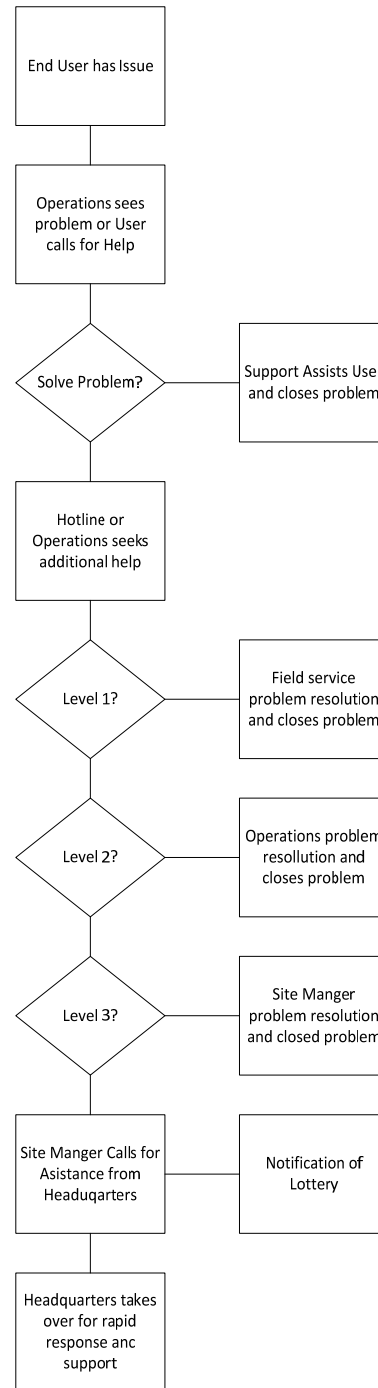 End User has Issue
Operations sees
problem or User
calls for Help
Solve Problem?
Support Assists Use
and closes problem
Hotline or
Operations seeks
additional help
Level 1?
Field service
problem resolution
and closes problem
Level 2?
Operations problem
resollution and
closes problem
Level 3?
Site Manger
problem resolution
and closed problem
Site Manger Calls for
Asistance from
Headuqarters
Notification of
Lottery
Headquarters takes
over for rapid
response anc
support